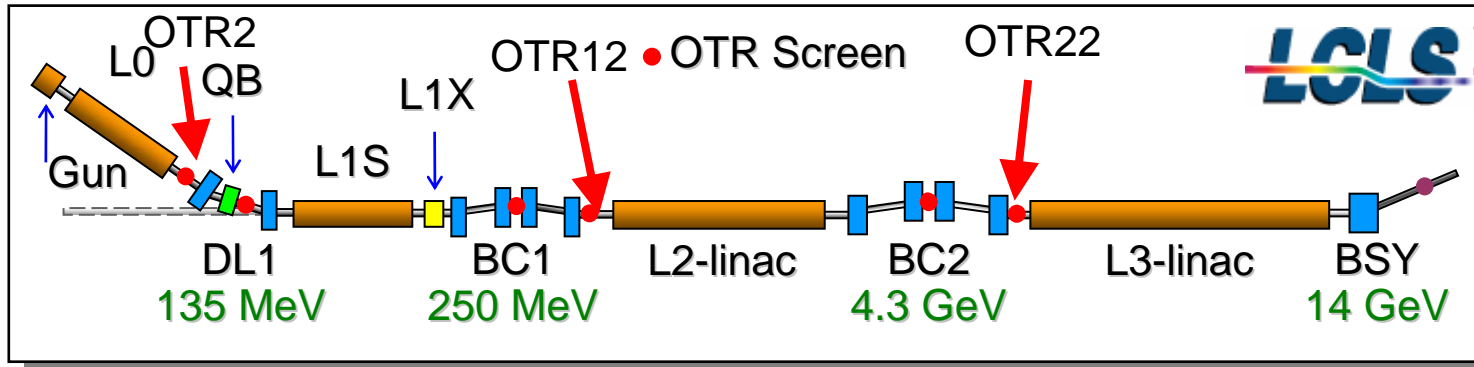 OTR2
L0
QB
Gun
L1S
L1X
OTR12
OTR Screen
OTR22
LCLS
DL1
BC1
L2-linac
BC2
L3-linac
BSY
135 MeV
250 MeV
4.3 GeV
14 GeV